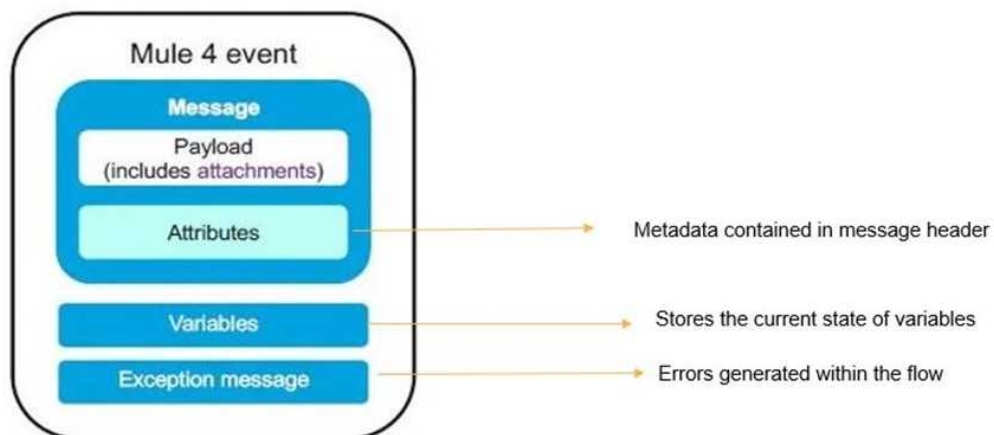 Mule 4 event
Message
Payload
(includes attachments)
Attributes
Metadata contained in message header
Variables
Stores the current state of variables
Exception message
Errors generated within the flow